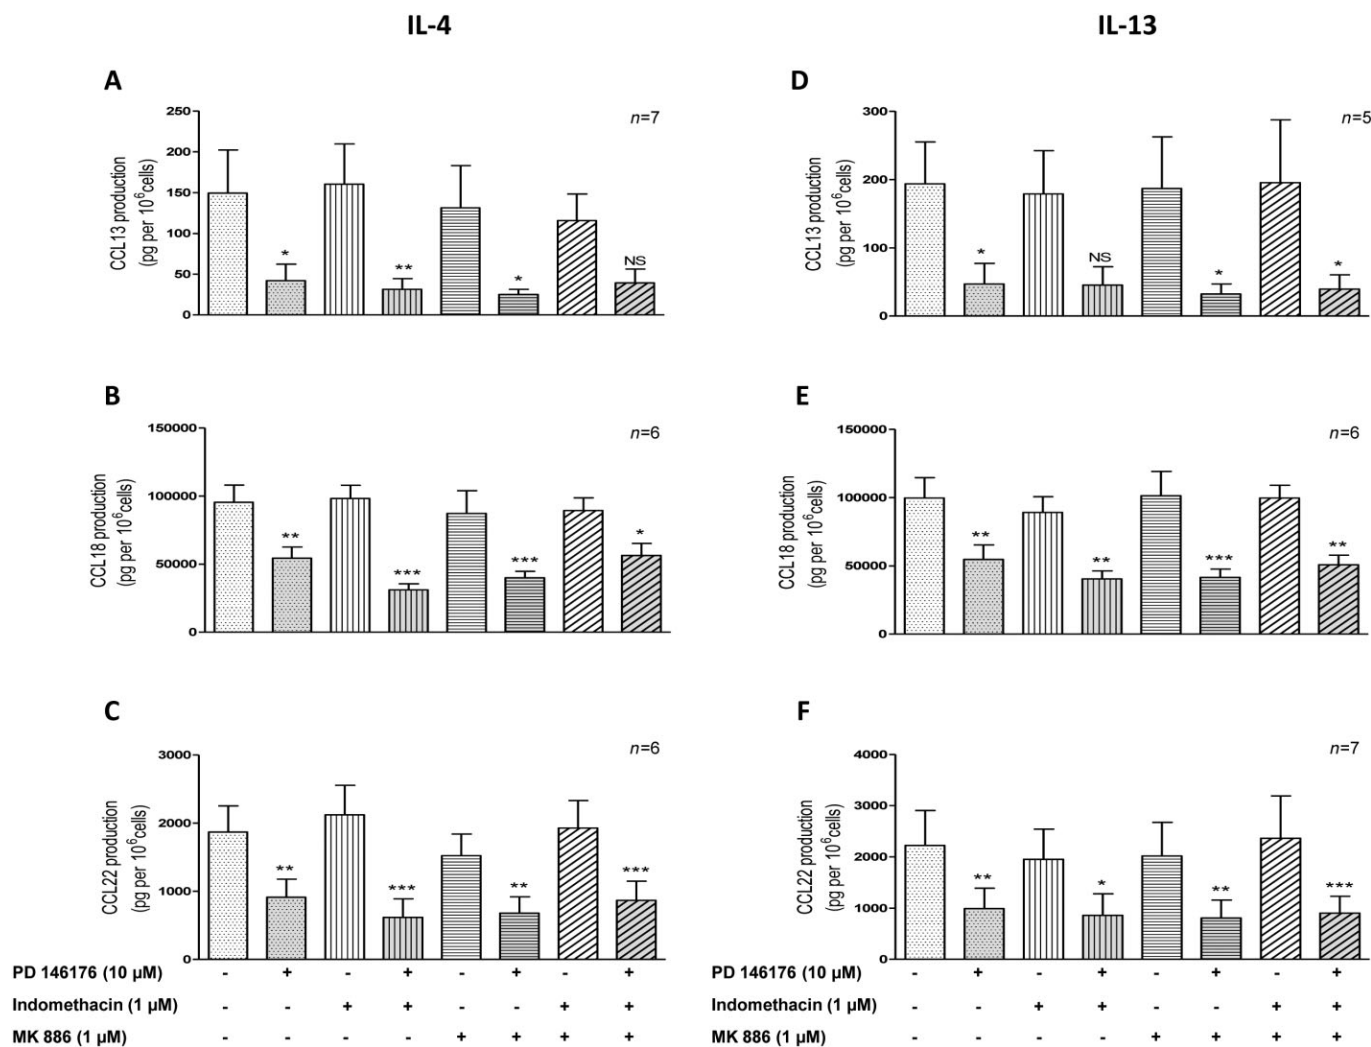 IL-4
IL-13
A
n=7
CCL13 production
(pg per 10⁶cells)
250
200
150
100
50
0
* ** * NS
D
n=5
CCL13 production
(pg per 10⁶cells)
300
200
100
0
* NS * *
B
n=6
CCL18 production
(pg per 10⁶cells)
150000
100000
50000
0
** *** *** *
E
n=6
CCL18 production
(pg per 10⁶cells)
150000
100000
50000
0
** ** *** **
C
n=6
CCL22 production
(pg per 10⁶cells)
3000
2000
1000
0
** *** ** ***
F
n=7
CCL22 production
(pg per 10⁶cells)
4000
3000
2000
1000
0
** * ** ***
PD 146176 (10 µM) - + - + - + - +
Indomethacin (1 µM) - - + + - - + +
MK 886 (1 µM) - - - - + + + +
PD 146176 (10 µM) - + - + - + - +
Indomethacin (1 µM) - - + + - - + +
MK 886 (1 µM) - - - - + + + +